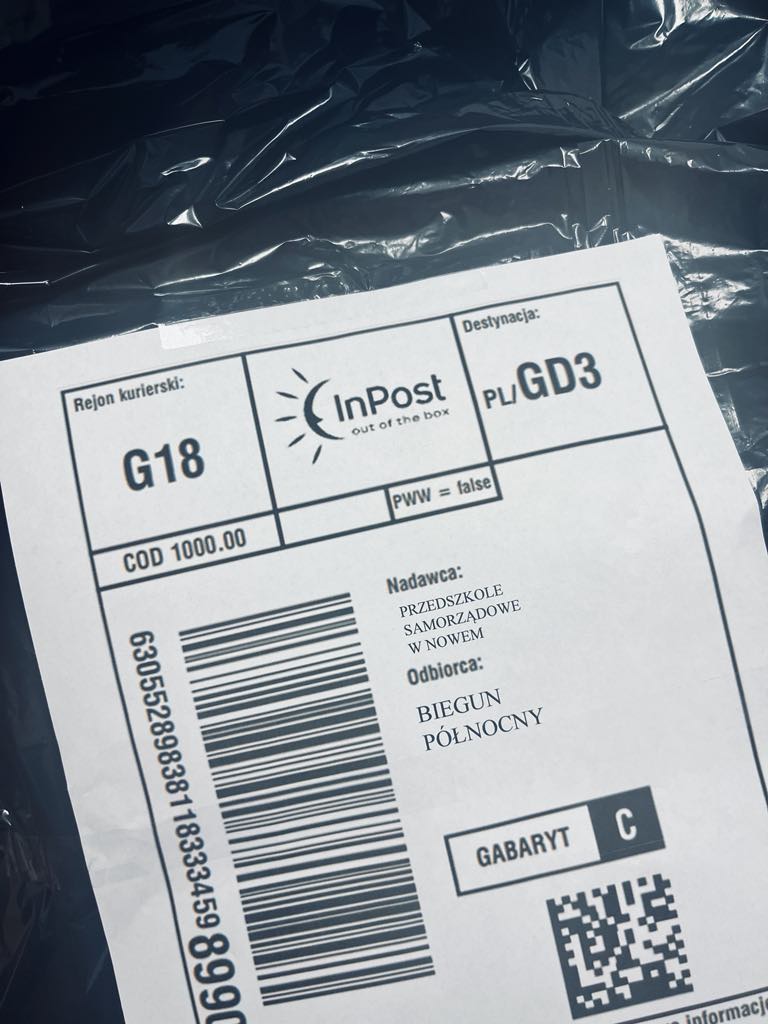 Rejon kurierski:
G18
InPost
out of the box
Destynacja:
PL/GD3
COD 1000.00
PWW = false
Nadawca:
PRZEDSZKOLE
SAMORZĄDOWE
W NOWEM
Odbiorca:
BIEGUN
PÓŁNOCNY
630552898381183334598990
GABARYT C
informacje